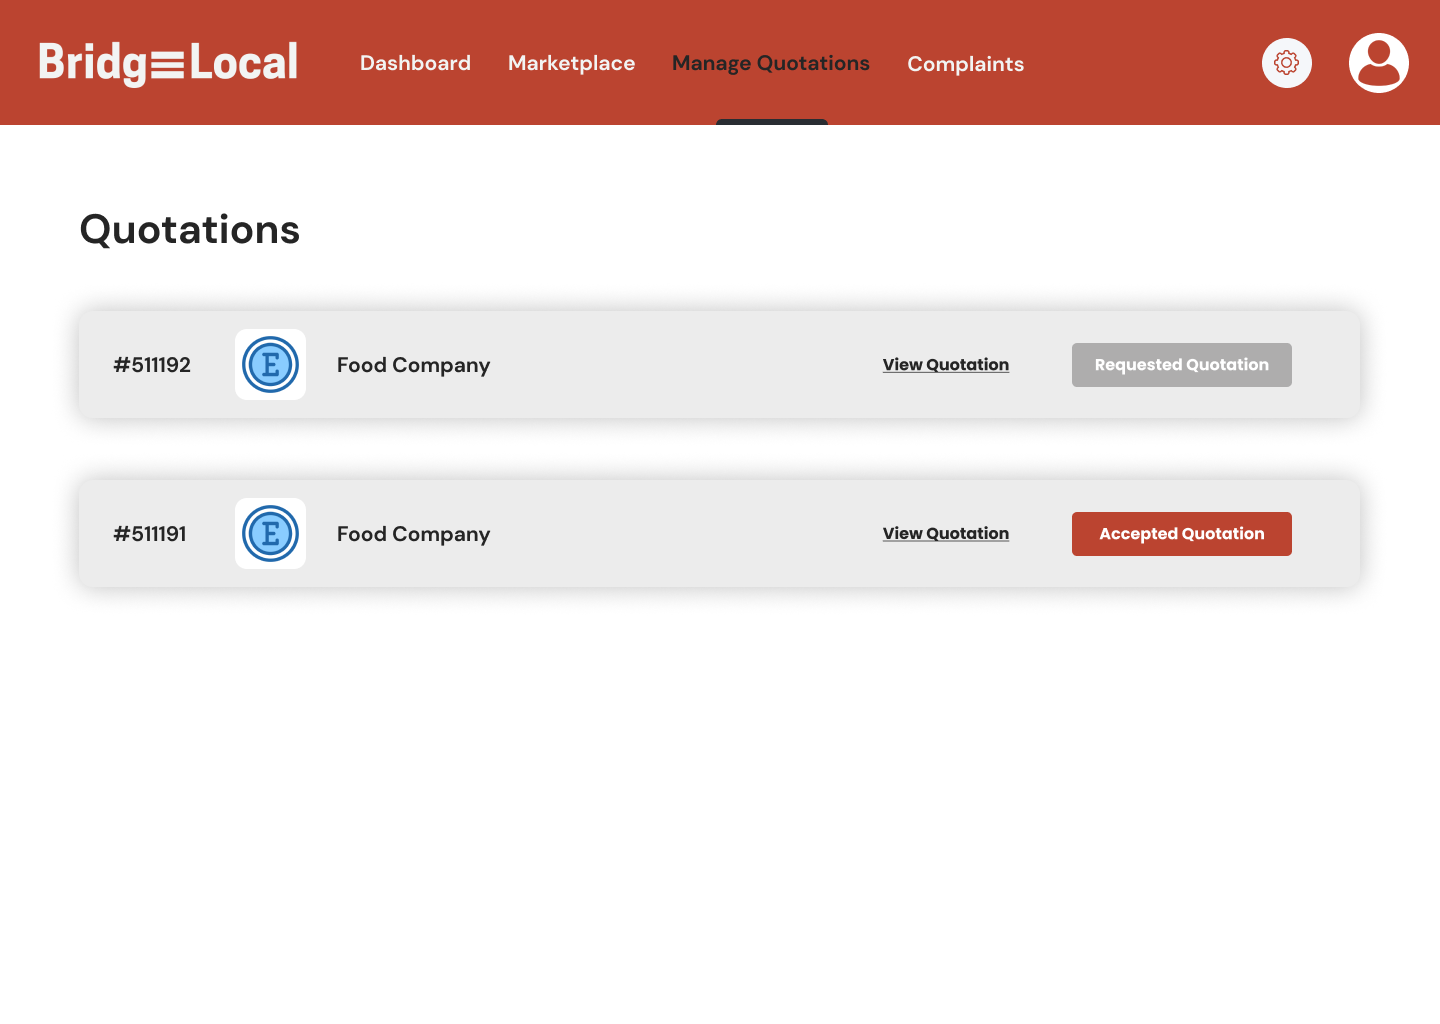 BridgeLocal
Dashboard Marketplace Manage Quotations Complaints
Quotations
#511192 E Food Company View Quotation Requested Quotation
#511191 E Food Company View Quotation Accepted Quotation